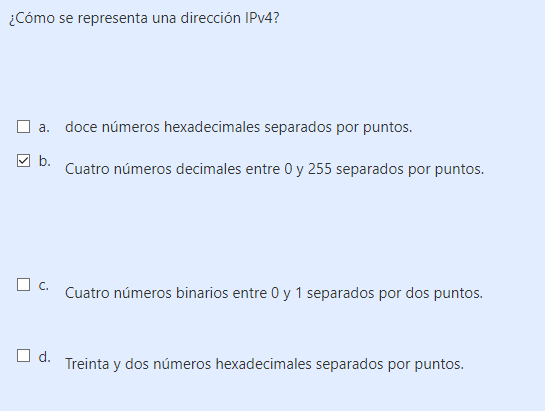 ¿Cómo se representa una dirección IPv4?
a. doce números hexadecimales separados por puntos.
b. Cuatro números decimales entre 0 y 255 separados por puntos.
c. Cuatro números binarios entre 0 y 1 separados por dos puntos.
d. Treinta y dos números hexadecimales separados por puntos.